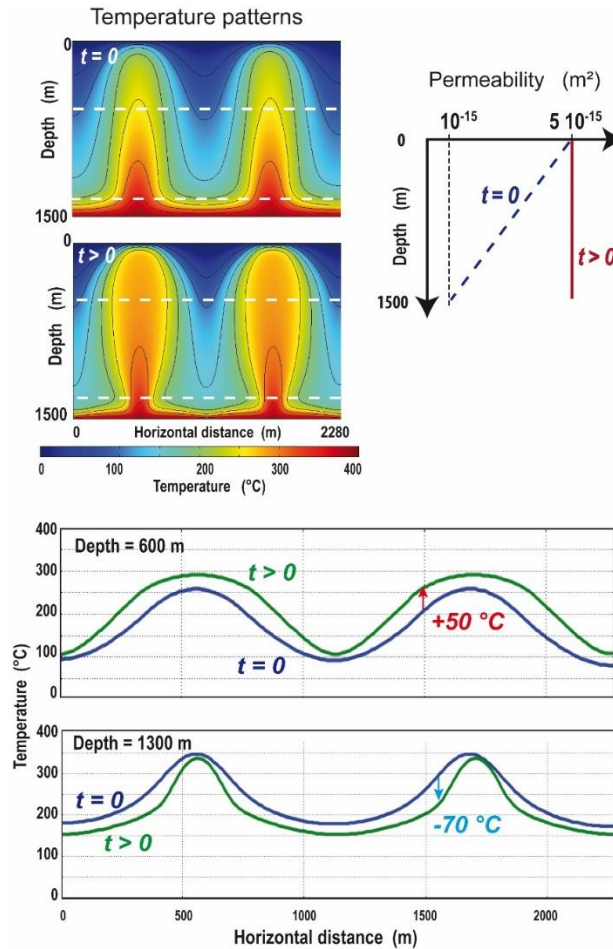 Temperature patterns
0
t = 0
Depth (m)
1500
0
t > 0
Depth (m)
1500
0 Horizontal distance (m) 2280
0 100 200 300 400
Temperature (°C)
Permeability (m²)
10⁻¹⁵ 5 10⁻¹⁵
0
t = 0
t > 0
Depth (m)
1500
Temperature (°C)
400
Depth = 600 m
300
t > 0
200
+50 °C
100
t = 0
0
400
Depth = 1300 m
300
t = 0
200
-70 °C
t > 0
100
0
0 500 1000 1500 2000
Horizontal distance (m)